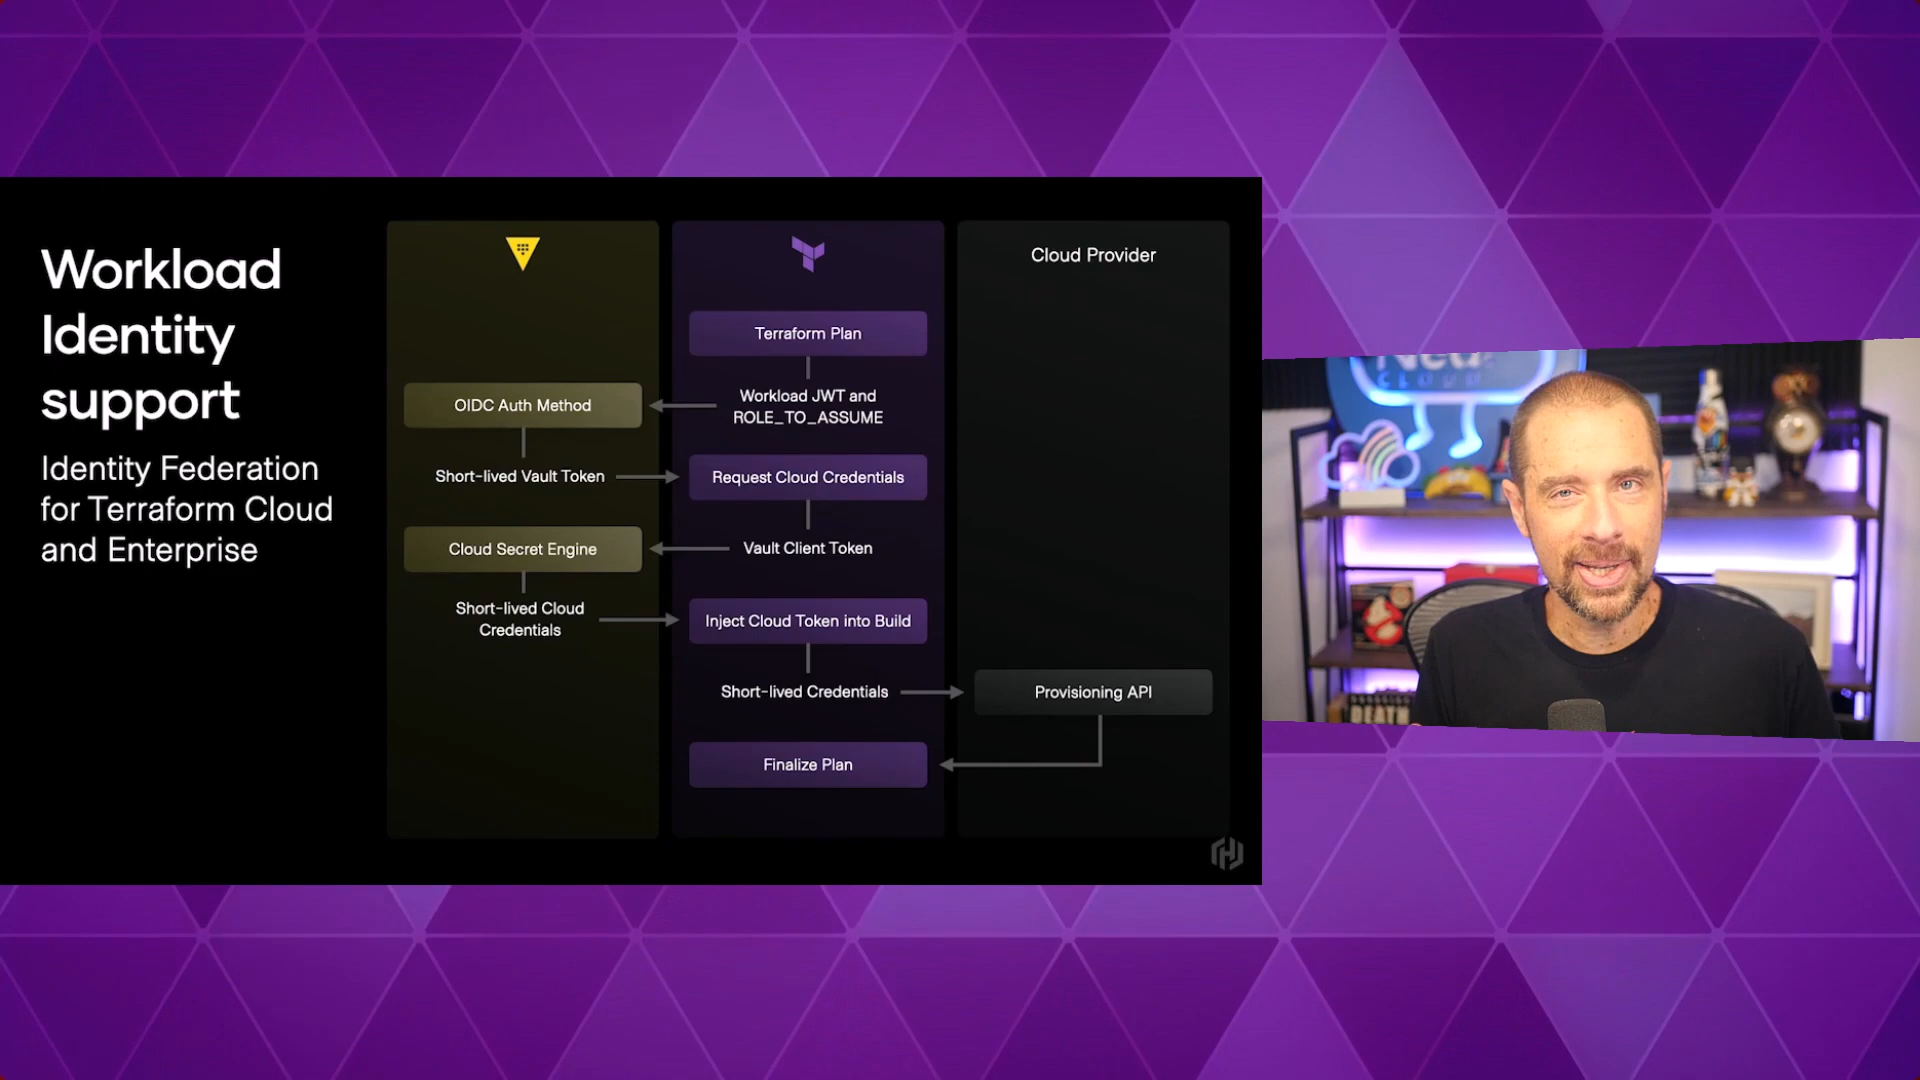 Workload
Identity
support
Identity Federation
for Terraform Cloud
and Enterprise
Cloud Provider
Terraform Plan
Workload JWT and
ROLE_TO_ASSUME
OIDC Auth Method
Short-lived Vault Token
Request Cloud Credentials
Vault Client Token
Cloud Secret Engine
Short-lived Cloud
Credentials
Inject Cloud Token into Build
Short-lived Credentials
Provisioning API
Finalize Plan
CLOUD
DEATH